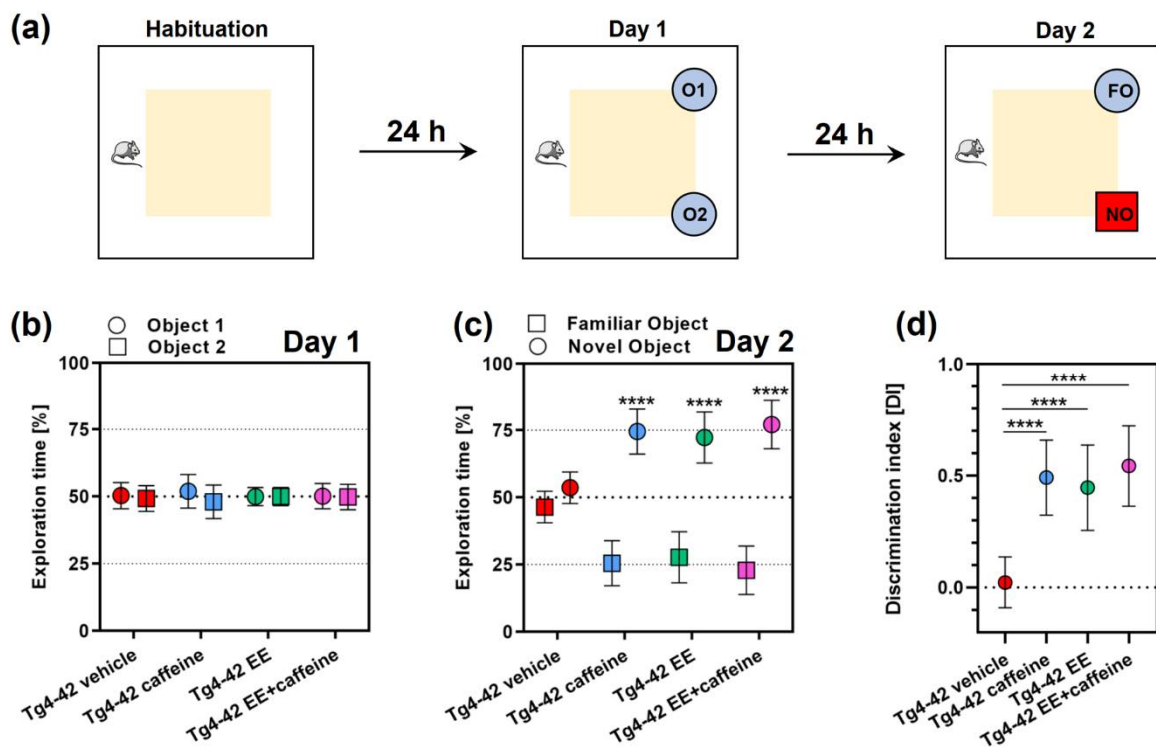 (a)
Habituation
Day 1
Day 2
24 h
24 h
O1
O2
FO
NO
(b)
Object 1
Object 2
Day 1
Exploration time [%]
100
75
50
25
0
Tg4-42 vehicle
Tg4-42 caffeine
Tg4-42 EE
Tg4-42 EE+caffeine
(c)
Familiar Object
Novel Object
Day 2
Exploration time [%]
100
75
50
25
0
****
****
****
Tg4-42 vehicle
Tg4-42 caffeine
Tg4-42 EE
Tg4-42 EE+caffeine
(d)
Discrimination index [DI]
1.0
0.5
0.0
****
****
****
Tg4-42 vehicle
Tg4-42 caffeine
Tg4-42 EE
Tg4-42 EE+caffeine